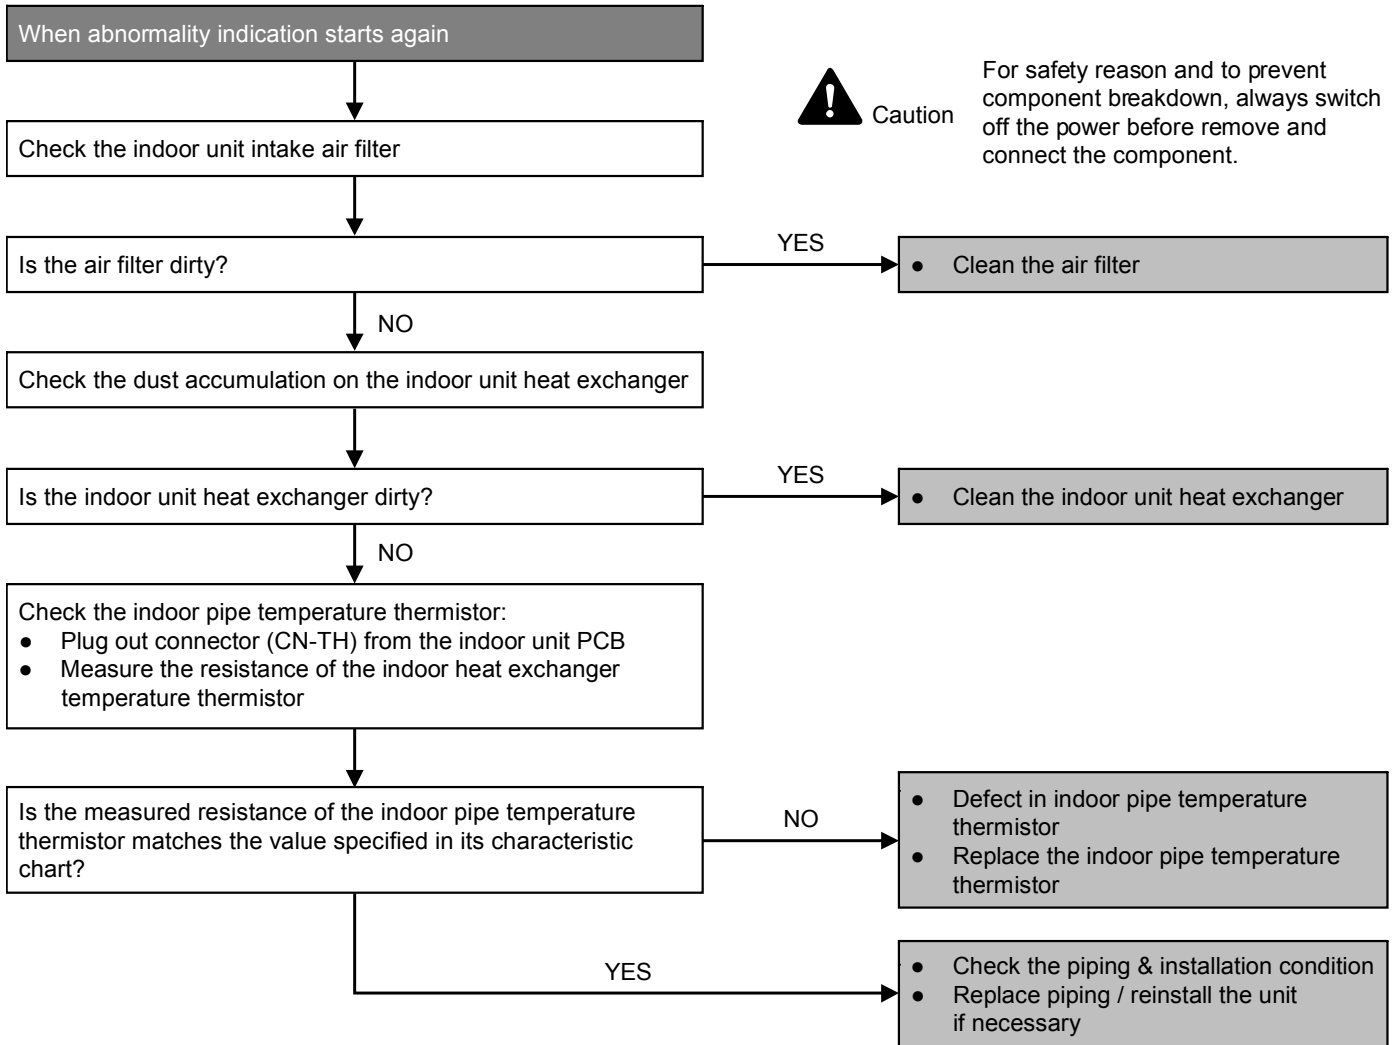 When abnormality indication starts again
Caution
For safety reason and to prevent
component breakdown, always switch
off the power before remove and
connect the component.
Check the indoor unit intake air filter
Is the air filter dirty?
YES
● Clean the air filter
NO
Check the dust accumulation on the indoor unit heat exchanger
Is the indoor unit heat exchanger dirty?
YES
● Clean the indoor unit heat exchanger
NO
Check the indoor pipe temperature thermistor:
● Plug out connector (CN-TH) from the indoor unit PCB
● Measure the resistance of the indoor heat exchanger
temperature thermistor
Is the measured resistance of the indoor pipe temperature
thermistor matches the value specified in its characteristic
chart?
NO
● Defect in indoor pipe temperature
thermistor
● Replace the indoor pipe temperature
thermistor
YES
● Check the piping & installation condition
● Replace piping / reinstall the unit
if necessary